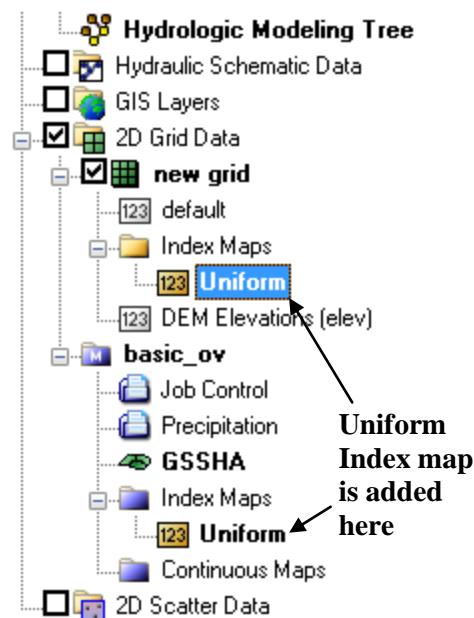 Hydrologic Modeling Tree
Hydraulic Schematic Data
GIS Layers
2D Grid Data
new grid
123 default
Index Maps
123 Uniform
123 DEM Elevations (elev)
M basic_ov
Job Control
Precipitation
GSSHA
Index Maps
123 Uniform
Continuous Maps
2D Scatter Data
Uniform
Index map
is added
here